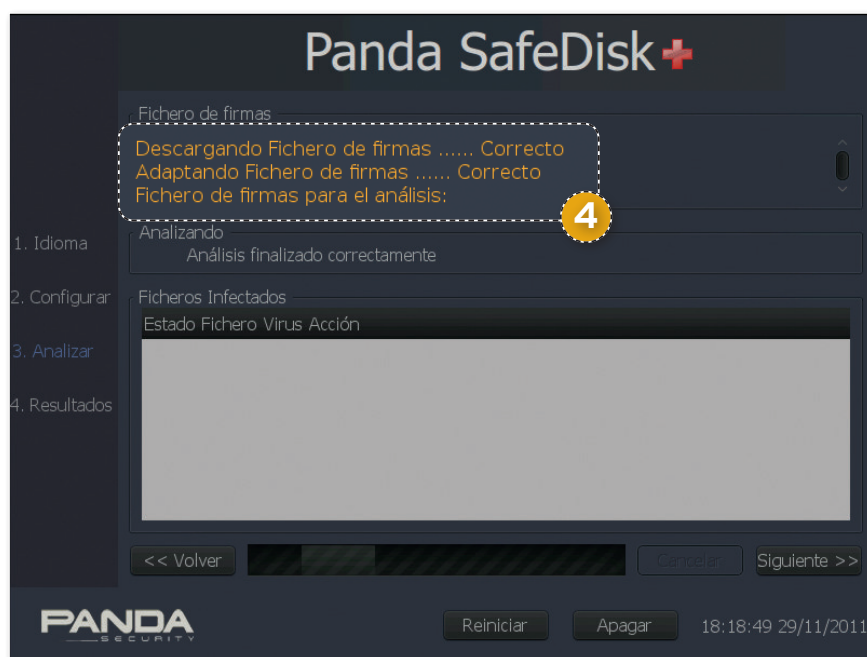 Panda SafeDisk
Fichero de firmas
Descargando Fichero de firmas ...... Correcto
Adaptando Fichero de firmas ...... Correcto
Fichero de firmas para el análisis:
4
Analizando
Análisis finalizado correctamente
1. Idioma
2. Configurar
3. Analizar
4. Resultados
Ficheros Infectados
Estado Fichero Virus Acción
<< Volver
Cancelar
Siguiente >>
PANDA
SECURITY
Reiniciar
Apagar
18:18:49 29/11/2011